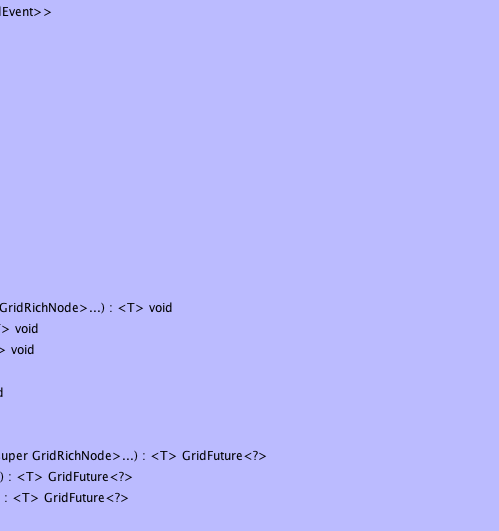 lEvent>>
GridRichNode>...) : <T> void
> void
> void
d
uper GridRichNode>...) : <T> GridFuture<?>
) : <T> GridFuture<?>
: <T> GridFuture<?>